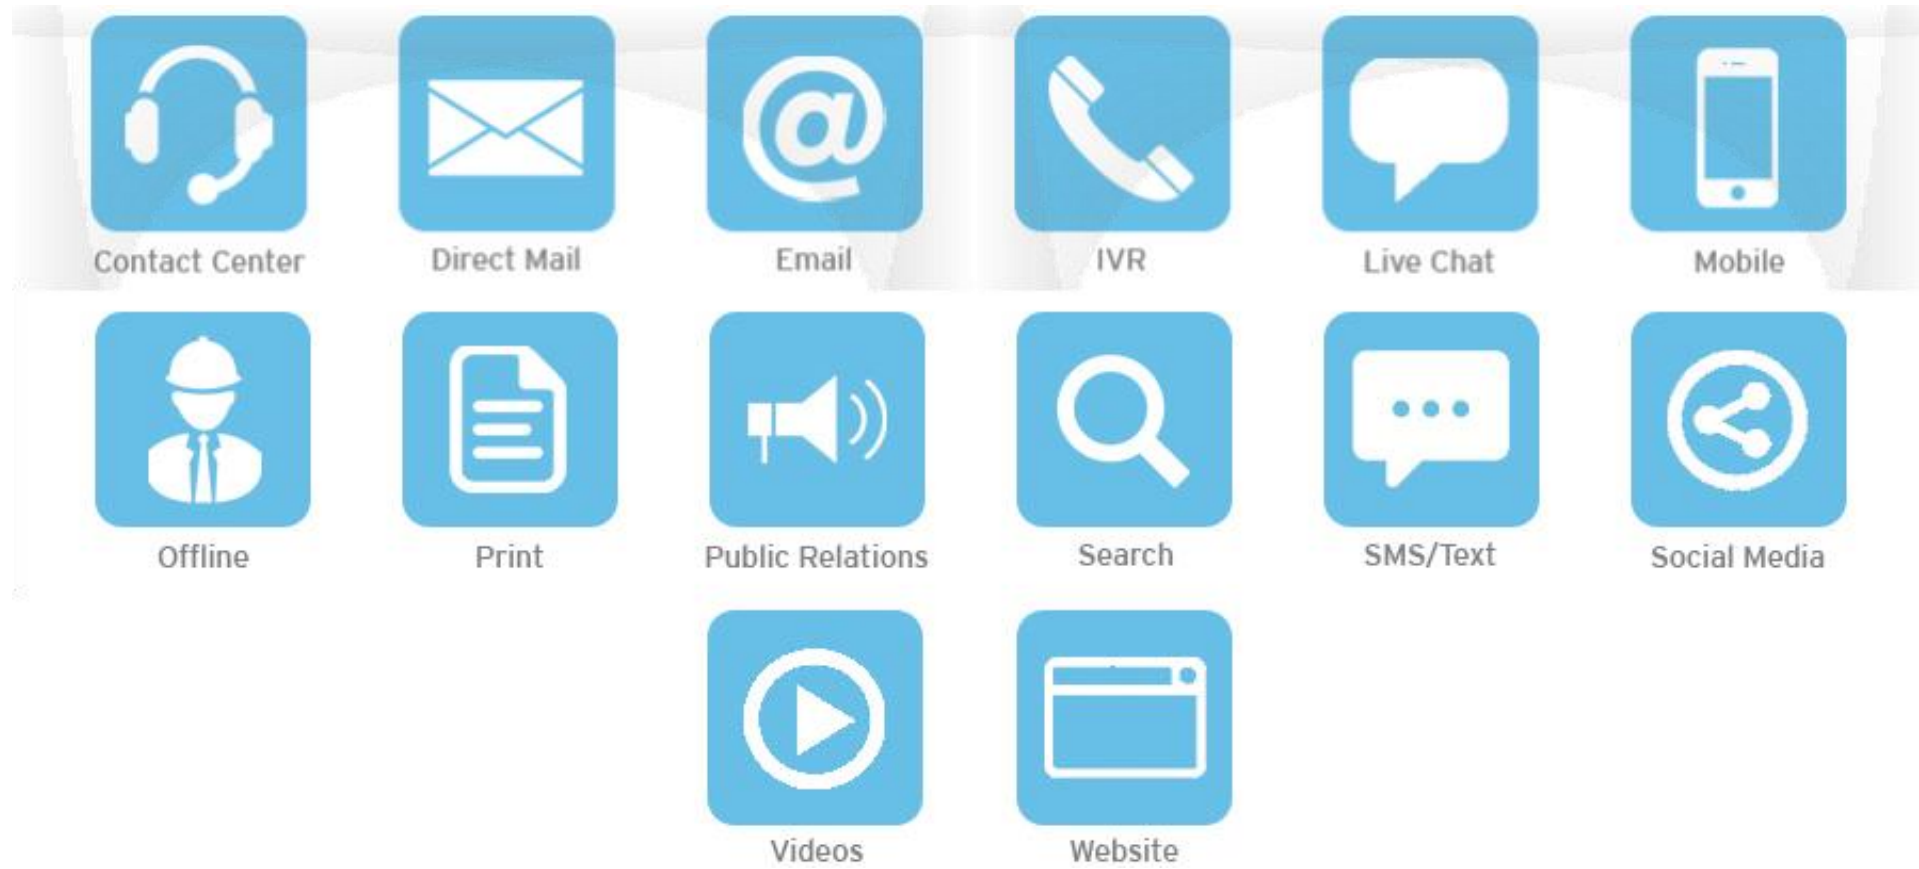 Contact Center
Direct Mail
Email
IVR
Live Chat
Mobile
Offline
Print
Public Relations
Search
SMS/Text
Social Media
Videos
Website